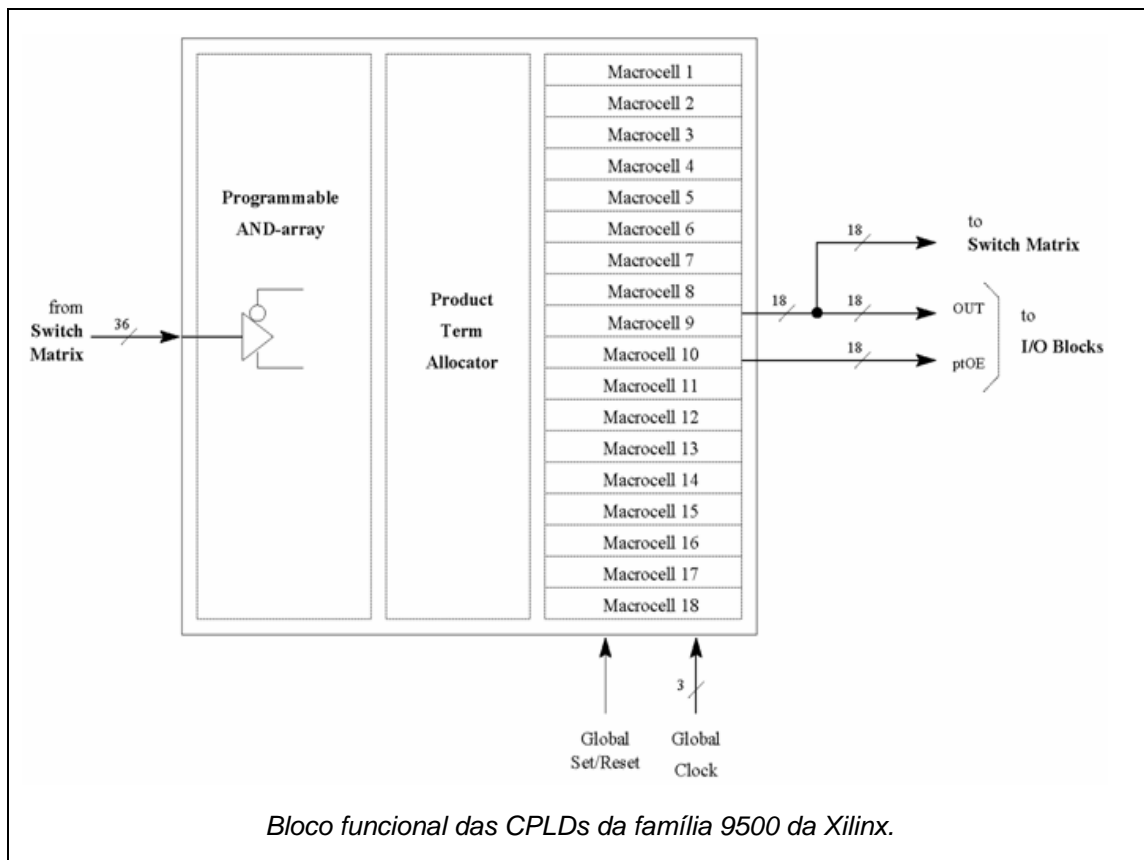 from
Switch
Matrix
36
Programmable
AND-array
Product
Term
Allocator
Macrocell 1
Macrocell 2
Macrocell 3
Macrocell 4
Macrocell 5
Macrocell 6
Macrocell 7
Macrocell 8
Macrocell 9
Macrocell 10
Macrocell 11
Macrocell 12
Macrocell 13
Macrocell 14
Macrocell 15
Macrocell 16
Macrocell 17
Macrocell 18
18
18
to
Switch Matrix
18
OUT
18
ptOE
to
I/O Blocks
3
Global
Set/Reset
Global
Clock
Bloco funcional das CPLDs da família 9500 da Xilinx.